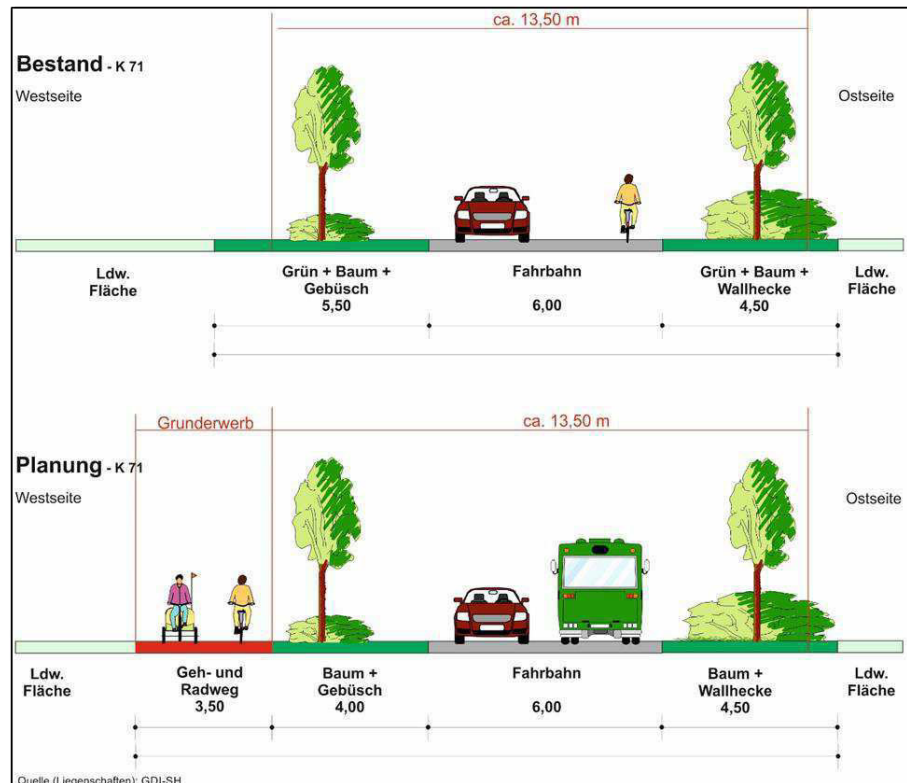 ca. 13,50 m
Bestand - K 71
Westseite
Ostseite
Ldw.
Fläche
Grün + Baum +
Gebüsch
5,50
Fahrbahn
6,00
Grün + Baum +
Wallhecke
4,50
Ldw.
Fläche
Grunderwerb
ca. 13,50 m
Planung - K 71
Westseite
Ostseite
Ldw.
Fläche
Geh- und
Radweg
3,50
Baum +
Gebüsch
4,00
Fahrbahn
6,00
Baum +
Wallhecke
4,50
Ldw.
Fläche
Quelle (Liegenschaften): GDI-SH